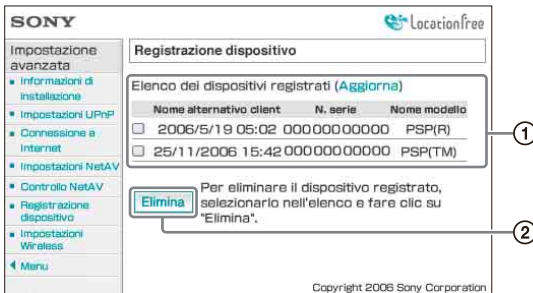 SONY
LocationFree
Impostazione
avanzata
Informazioni di
installazione
Impostazioni UPnP
Connessione a
Internet
Impostazioni NetAV
Controllo NetAV
Registrazione
dispositivo
Impostazioni
Wireless
Menu
Registrazione dispositivo
Elenco dei dispositivi registrati (Aggiorna)
Nome alternativo client N. serie Nome modello
2006/5/19 05:02 00000000000 PSP(R)
25/11/2006 15:42 00000000000 PSP(TM)
1
Elimina
Per eliminare il dispositivo registrato,
selezionarlo nell'elenco e fare clic su
"Elimina".
2
Copyright 2006 Sony Corporation